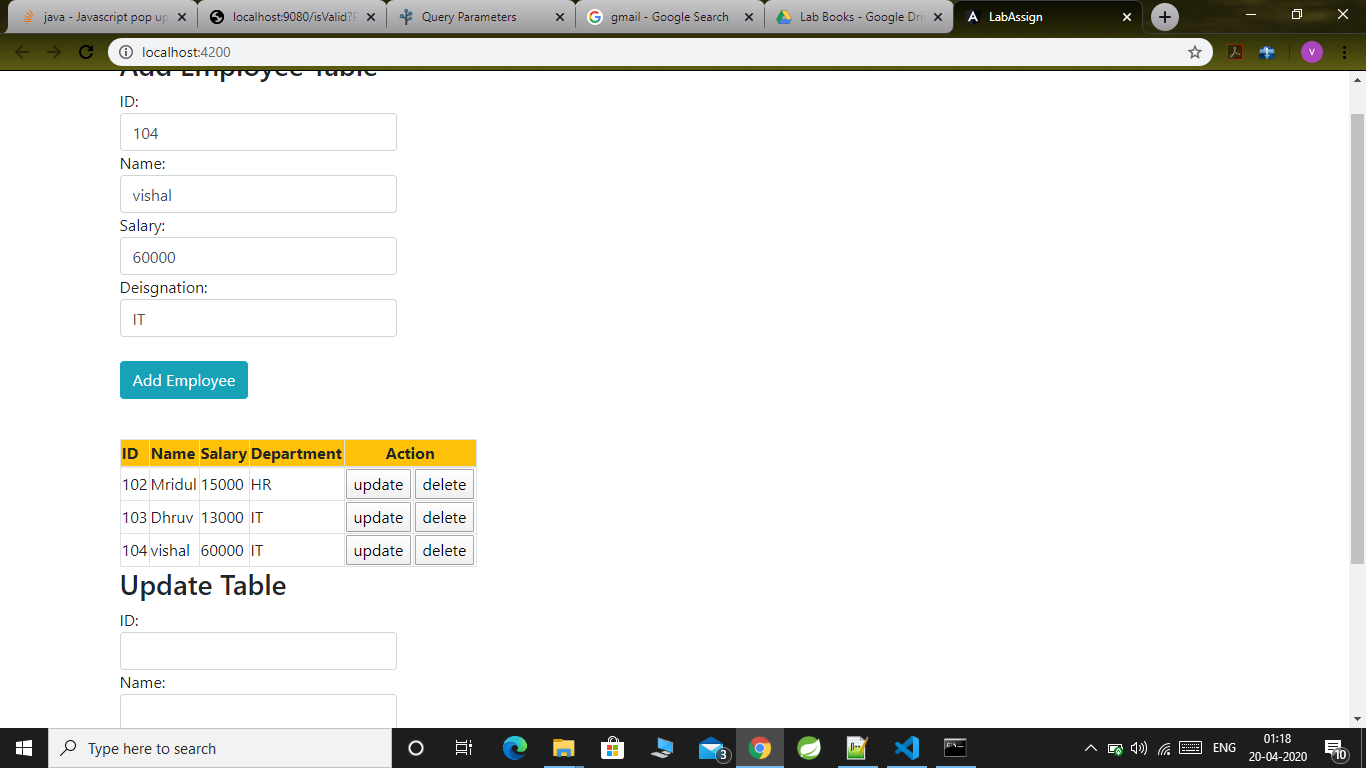 java - Javascript pop up
localhost:9080/isValid?
Query Parameters
gmail - Google Search
Lab Books - Google Dri
LabAssign
localhost:4200
V
Add Employee Table
ID:
104
Name:
vishal
Salary:
60000
Deisgnation:
IT
Add Employee
ID Name Salary Department Action
102 Mridul 15000 HR update delete
103 Dhruv 13000 IT update delete
104 vishal 60000 IT update delete
Update Table
ID:
Name:
Type here to search
3
ENG
01:18
20-04-2020
10